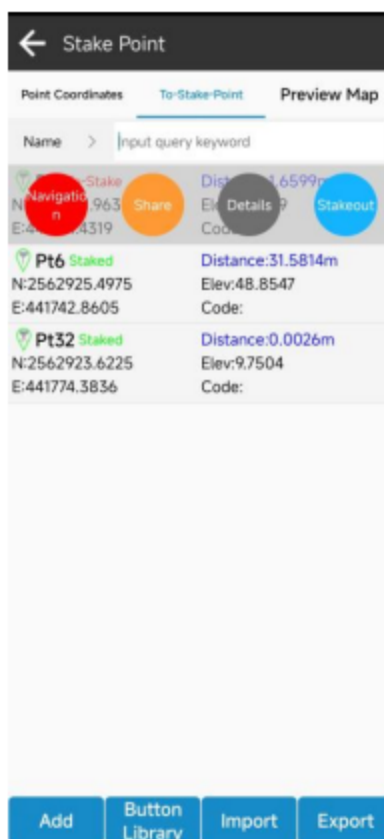 Stake Point
Point Coordinates To-Stake-Point Preview Map
Name > Input query keyword
-Stake
Navigatio
n
Share
Details
Stakeout
Pt6 Staked Distance:31.5814m
N:2562925.4975 Elev:48.8547
E:441742.8605 Code:
Pt32 Staked Distance:0.0026m
N:2562923.6225 Elev:9.7504
E:441774.3836 Code:
Add Button Library Import Export